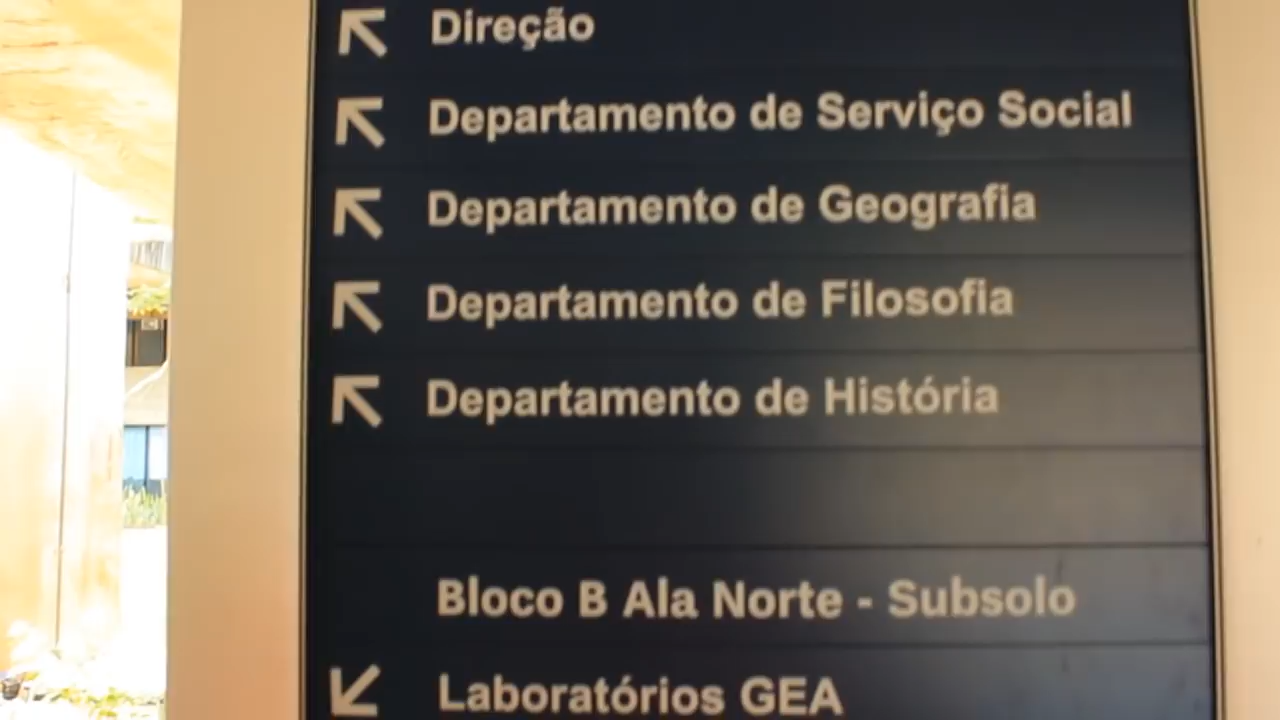 Direção
Departamento de Serviço Social
Departamento de Geografia
Departamento de Filosofia
Departamento de História
Bloco B Ala Norte - Subsolo
Laboratórios GEA